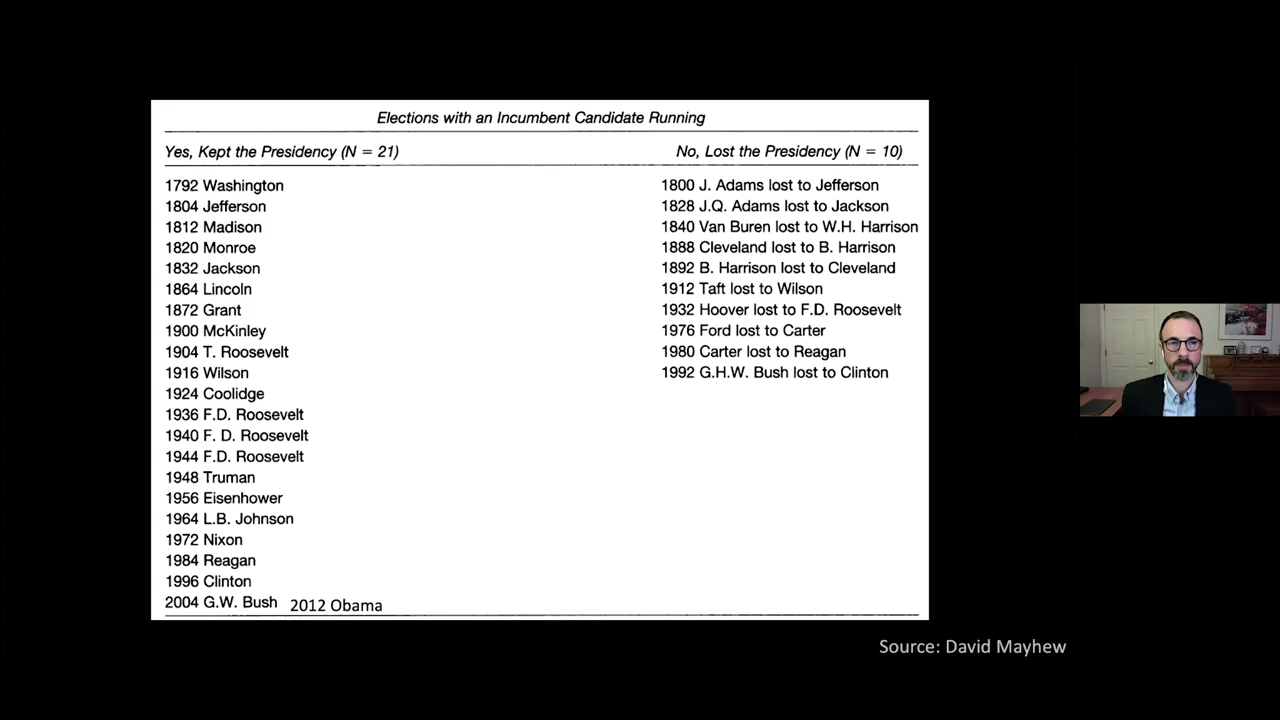 Elections with an Incumbent Candidate Running
Yes, Kept the Presidency (N = 21)
No, Lost the Presidency (N = 10)
1792 Washington
1804 Jefferson
1812 Madison
1820 Monroe
1832 Jackson
1864 Lincoln
1872 Grant
1900 McKinley
1904 T. Roosevelt
1916 Wilson
1924 Coolidge
1936 F.D. Roosevelt
1940 F. D. Roosevelt
1944 F.D. Roosevelt
1948 Truman
1956 Eisenhower
1964 L.B. Johnson
1972 Nixon
1984 Reagan
1996 Clinton
2004 G.W. Bush 2012 Obama
1800 J. Adams lost to Jefferson
1828 J.Q. Adams lost to Jackson
1840 Van Buren lost to W.H. Harrison
1888 Cleveland lost to B. Harrison
1892 B. Harrison lost to Cleveland
1912 Taft lost to Wilson
1932 Hoover lost to F.D. Roosevelt
1976 Ford lost to Carter
1980 Carter lost to Reagan
1992 G.H.W. Bush lost to Clinton
Source: David Mayhew